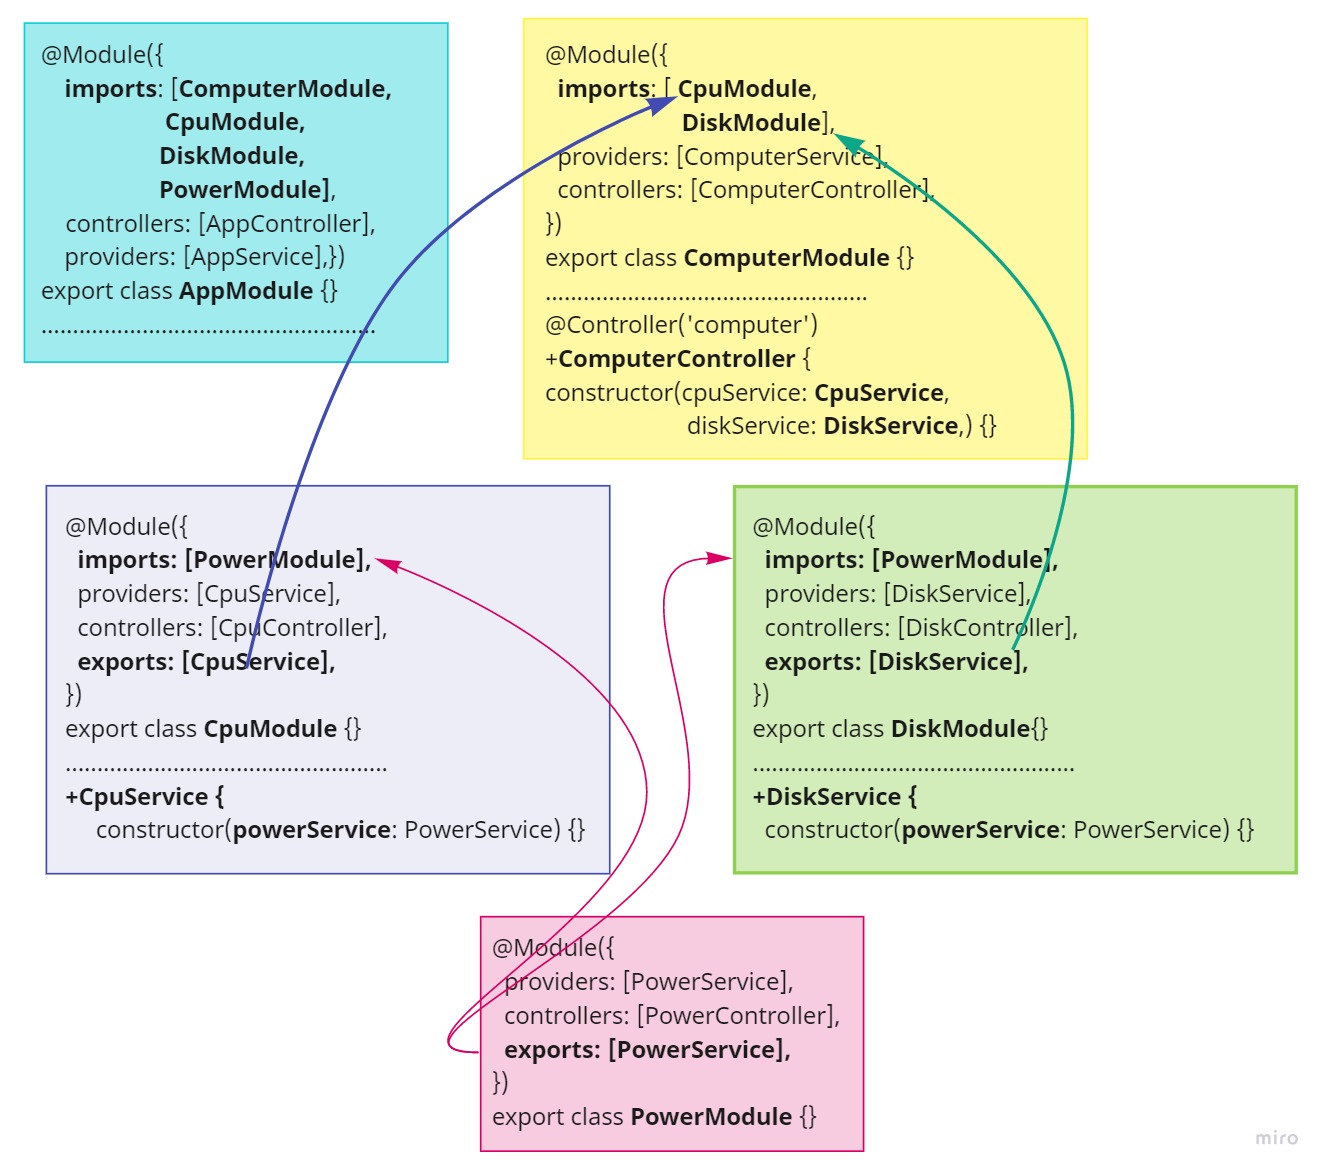 @Module({
imports: [ComputerModule,
CpuModule,
DiskModule,
PowerModule],
controllers: [AppController],
providers: [AppService],})
export class AppModule {}
.....................................................
@Module({
imports: [ CpuModule,
DiskModule],
providers: [ComputerService],
controllers: [ComputerController],
})
export class ComputerModule {}
...................................................
@Controller('computer')
+ComputerController {
constructor(cpuService: CpuService,
diskService: DiskService,) {}
@Module({
imports: [PowerModule],
providers: [CpuService],
controllers: [CpuController],
exports: [CpuService],
})
export class CpuModule {}
...................................................
+CpuService {
constructor(powerService: PowerService) {}
@Module({
imports: [PowerModule],
providers: [DiskService],
controllers: [DiskController],
exports: [DiskService],
})
export class DiskModule{}
...................................................
+DiskService {
constructor(powerService: PowerService) {}
@Module({
providers: [PowerService],
controllers: [PowerController],
exports: [PowerService],
})
export class PowerModule {}
miro